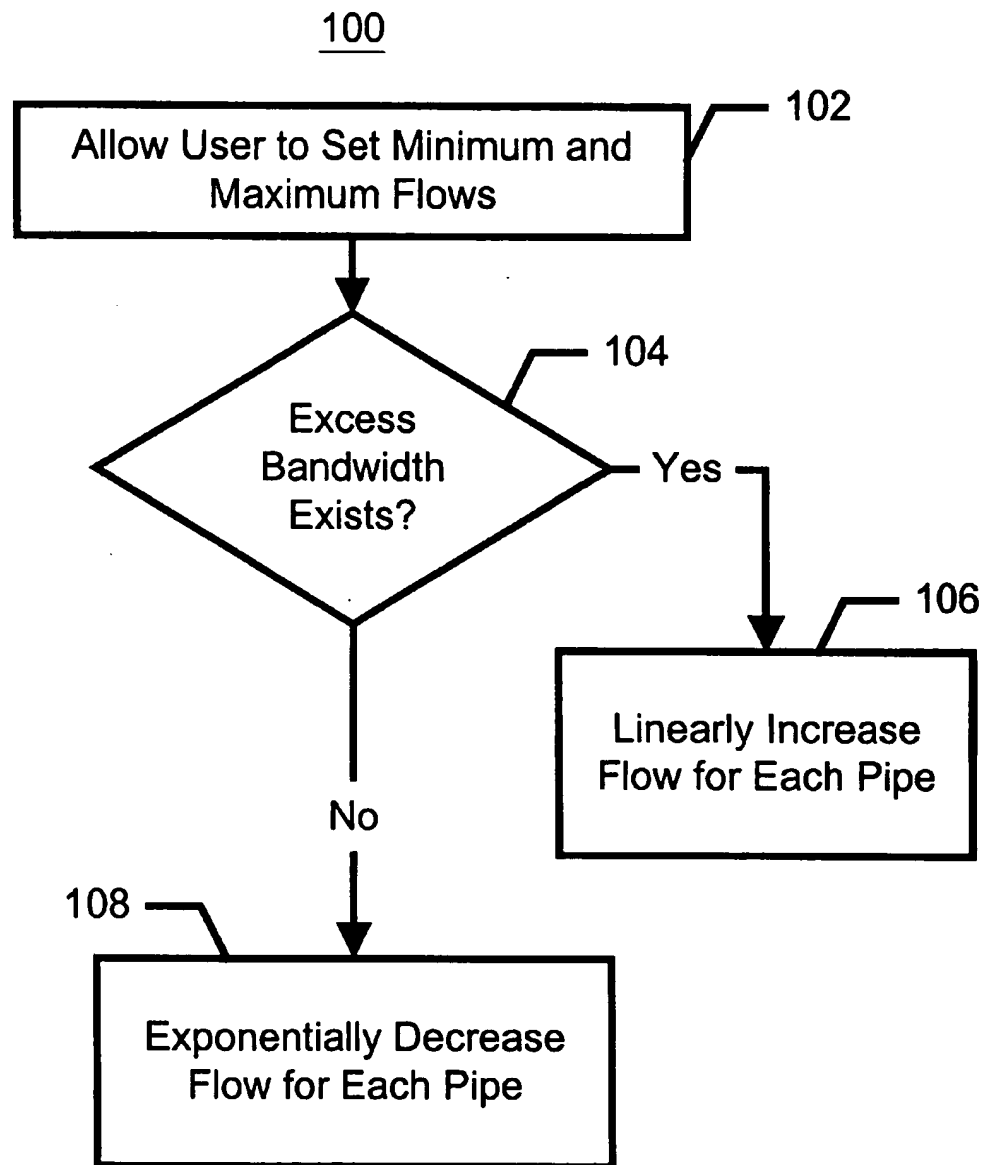 100
102
Allow User to Set Minimum and
Maximum Flows
104
Excess
Bandwidth
Exists?
Yes
106
Linearly Increase
Flow for Each Pipe
No
108
Exponentially Decrease
Flow for Each Pipe